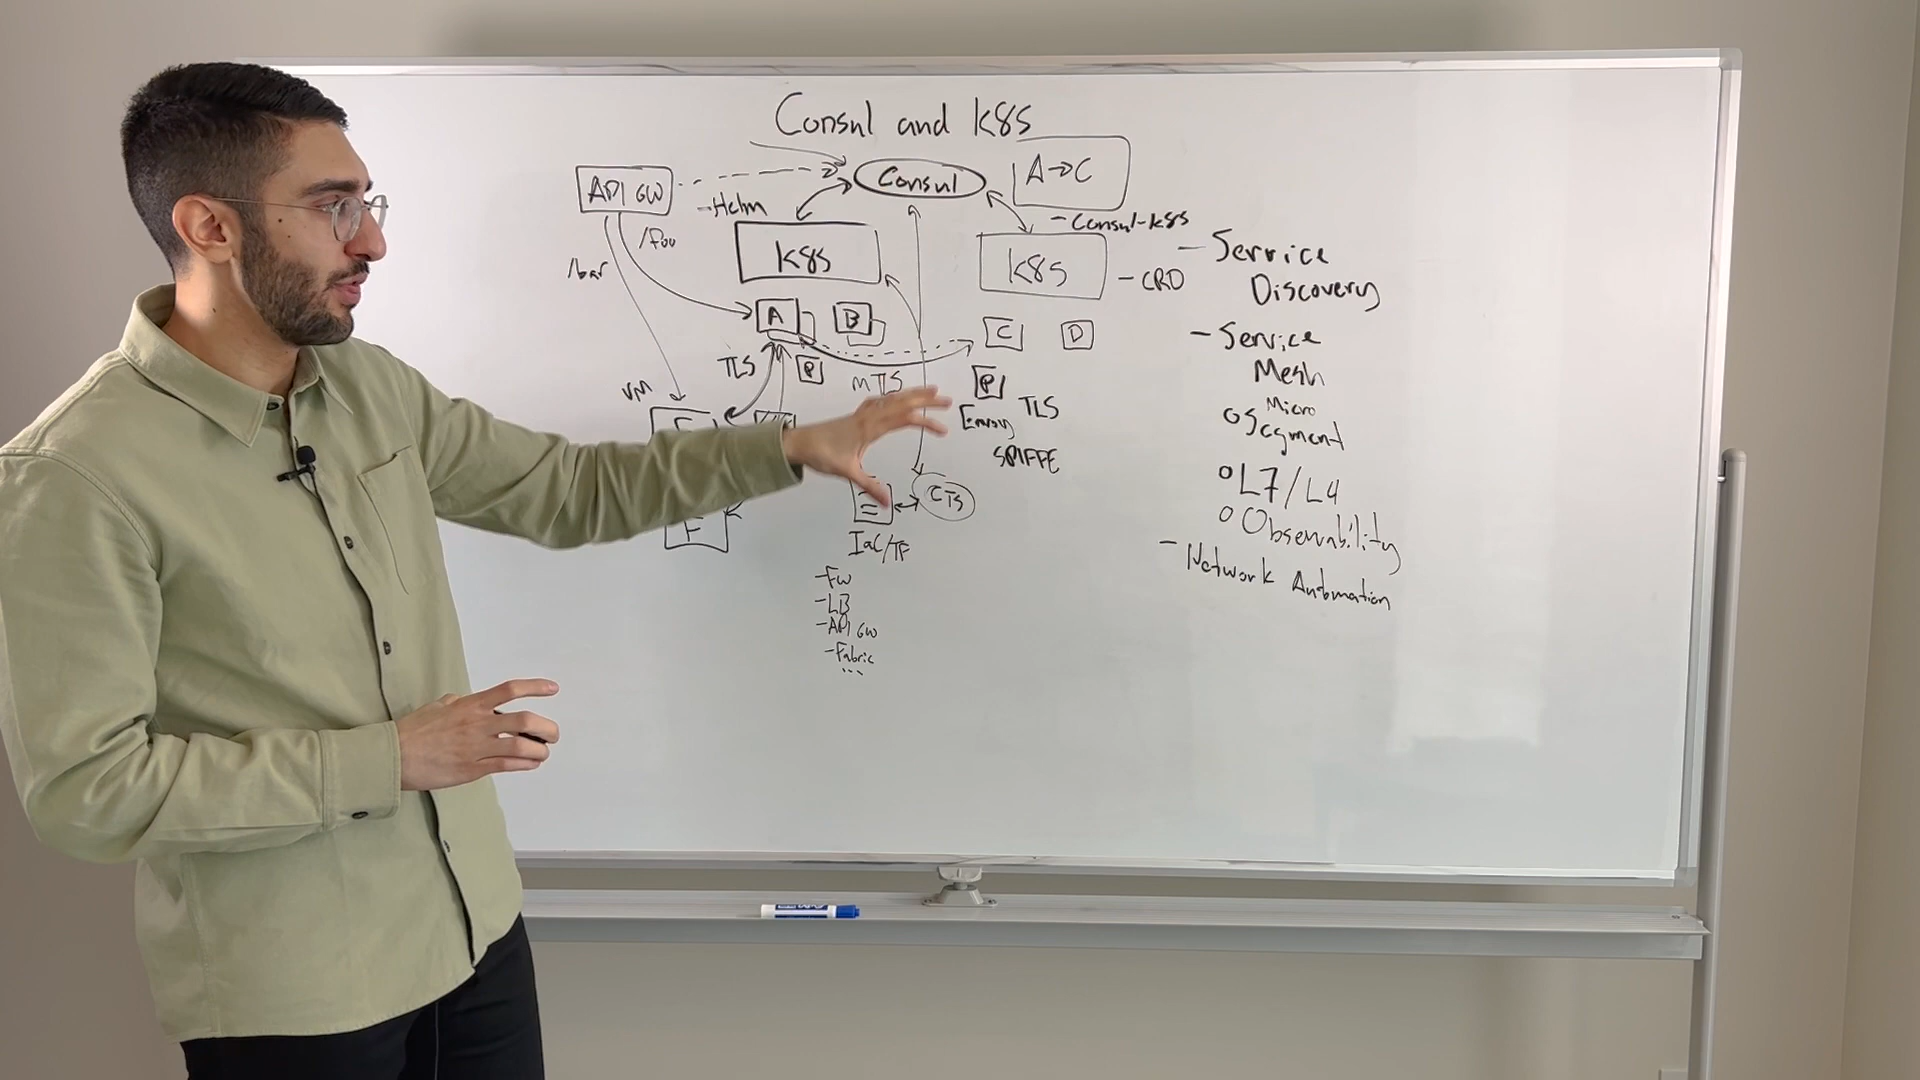 Consul and K8S
API GW
Consul
A→C
-Helm
-Consul-k8s
/foo
/bar
K8S
K8S
-CRD
A
B
C
D
TLS
P
mTLS
VM
P
Envoy
TLS
SPIFFE
E
F
CTS
IaC/TF
-FW
-LB
-API GW
-Fabric
...
- Service
Discovery
- Service
Mesh
Micro
o Segment
o L7/L4
o Observability
- Network Automation